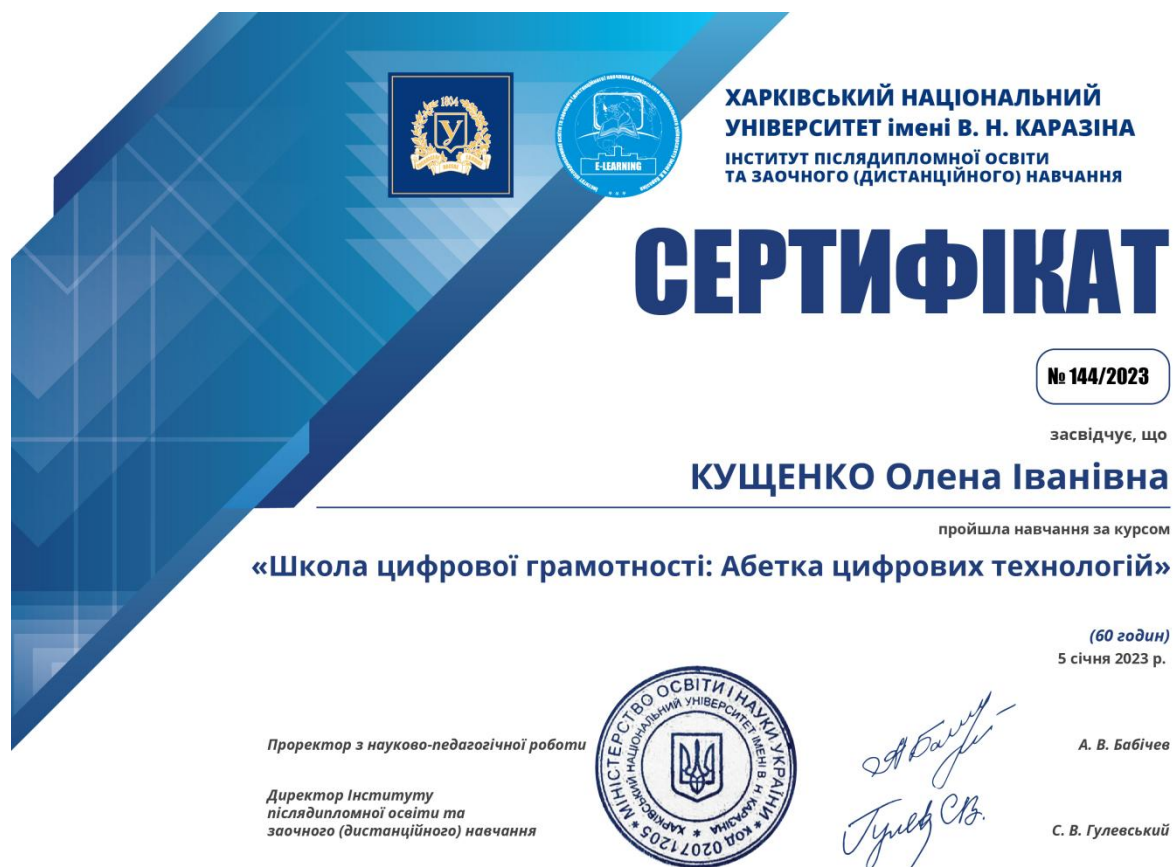 1804
У
E-LEARNING
ХАРКІВСЬКИЙ НАЦІОНАЛЬНИЙ
УНІВЕРСИТЕТ імені В. Н. КАРАЗІНА
ІНСТИТУТ ПІСЛЯДИПЛОМНОЇ ОСВІТИ
ТА ЗАОЧНОГО (ДИСТАНЦІЙНОГО) НАВЧАННЯ
СЕРТИФІКАТ
№ 144/2023
засвідчує, що
КУЩЕНКО Олена Іванівна
пройшла навчання за курсом
«Школа цифрової грамотності: Абетка цифрових технологій»
(60 годин)
5 січня 2023 р.
Проректор з науково-педагогічної роботи
А. В. Бабічев
Директор Інституту
післядипломної освіти та
заочного (дистанційного) навчання
С. В. Гулевський
МІНІСТЕРСТВО ОСВІТИ І НАУКИ УКРАЇНИ * КОД 02071205 *
ХАРКІВСЬКИЙ НАЦІОНАЛЬНИЙ УНІВЕРСИТЕТ ІМЕНІ В. Н. КАРАЗІНА *